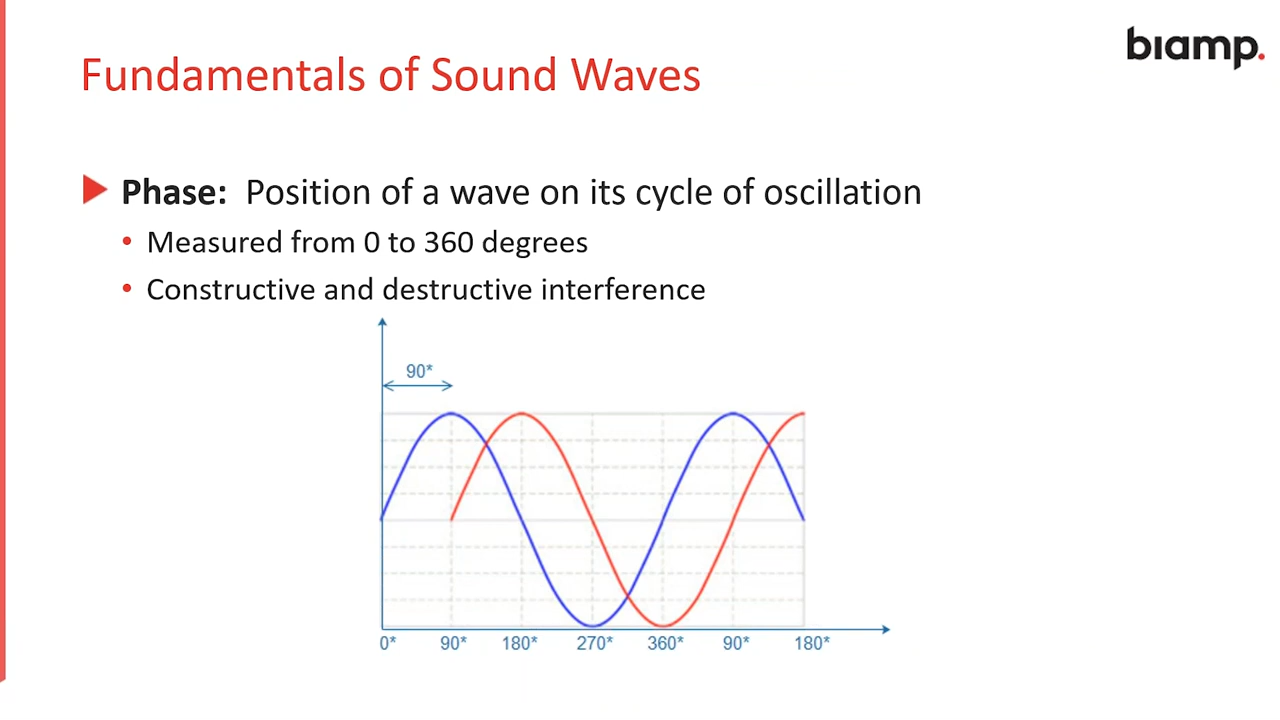 biamp.
Fundamentals of Sound Waves
Phase: Position of a wave on its cycle of oscillation
Measured from 0 to 360 degrees
Constructive and destructive interference
90*
0* 90* 180* 270* 360* 90* 180*